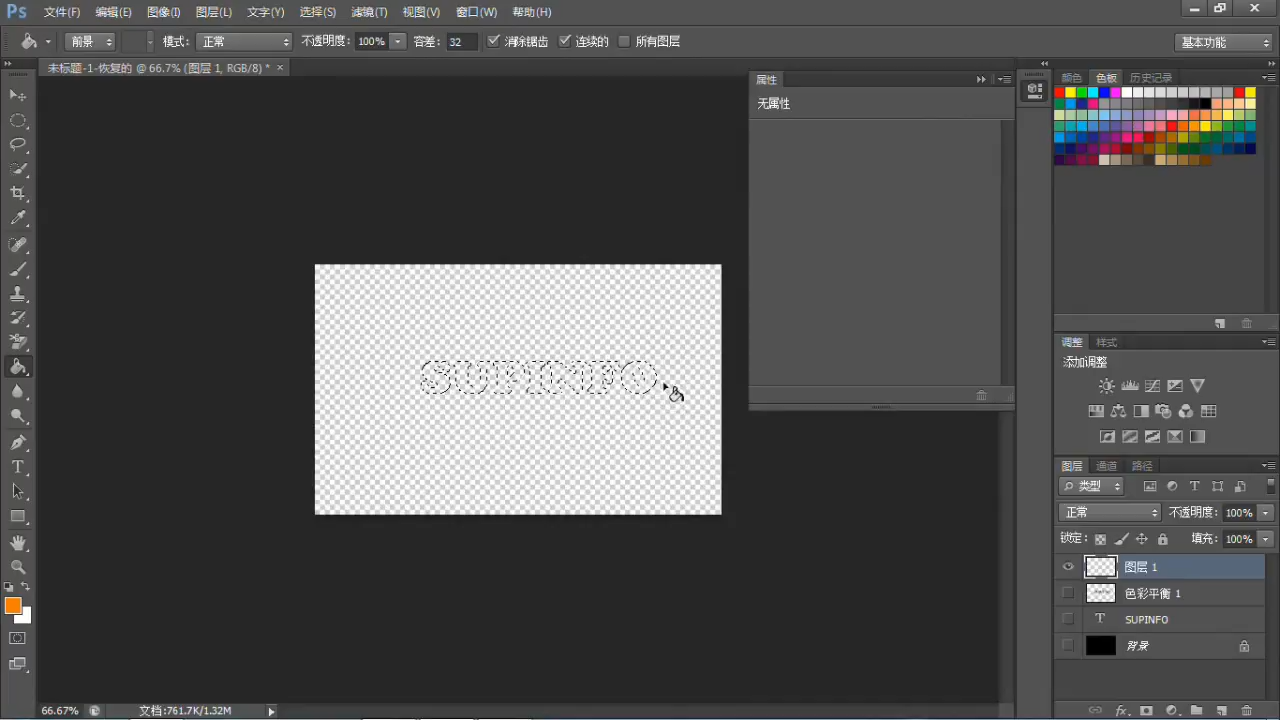 Ps 文件(F) 编辑(E) 图像(I) 图层(L) 文字(Y) 选择(S) 滤镜(T) 视图(V) 窗口(W) 帮助(H)
前景 模式: 正常 不透明度: 100% 容差: 32 消除锯齿 连续的 所有图层 基本功能
未标题-1-恢复的 @ 66.7% (图层 1, RGB/8) * ×
属性
无属性
颜色 色板 历史记录
SUPINFO
调整 样式
添加调整
图层 通道 路径
类型
正常 不透明度: 100%
锁定: 填充: 100%
图层 1
色彩平衡 1
T SUPINFO
背景
66.67% 文档:761.7K/1.32M